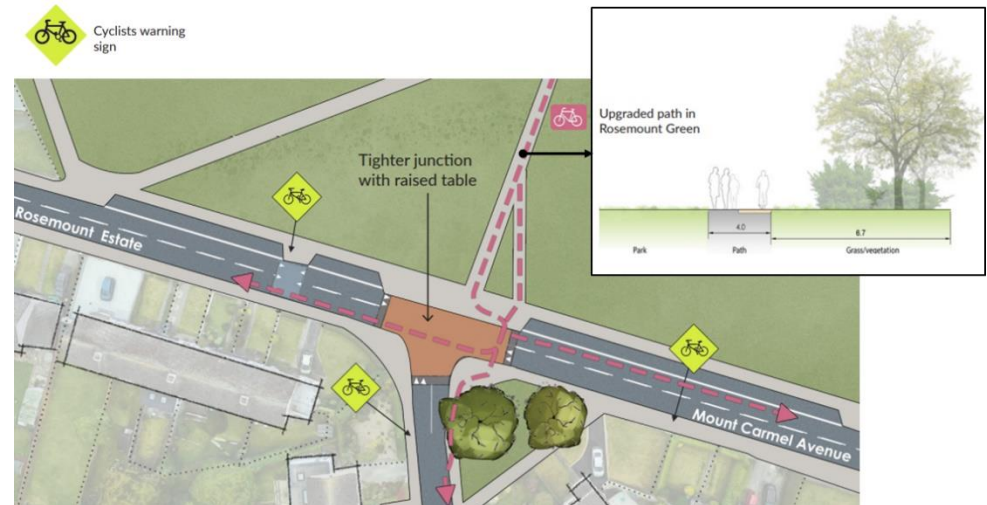 Cyclists warning
sign
Upgraded path in
Rosemount Green
Tighter junction
with raised table
4.0
6.7
Park
Path
Grass/vegetation
Rosemount Estate
Mount Carmel Avenue